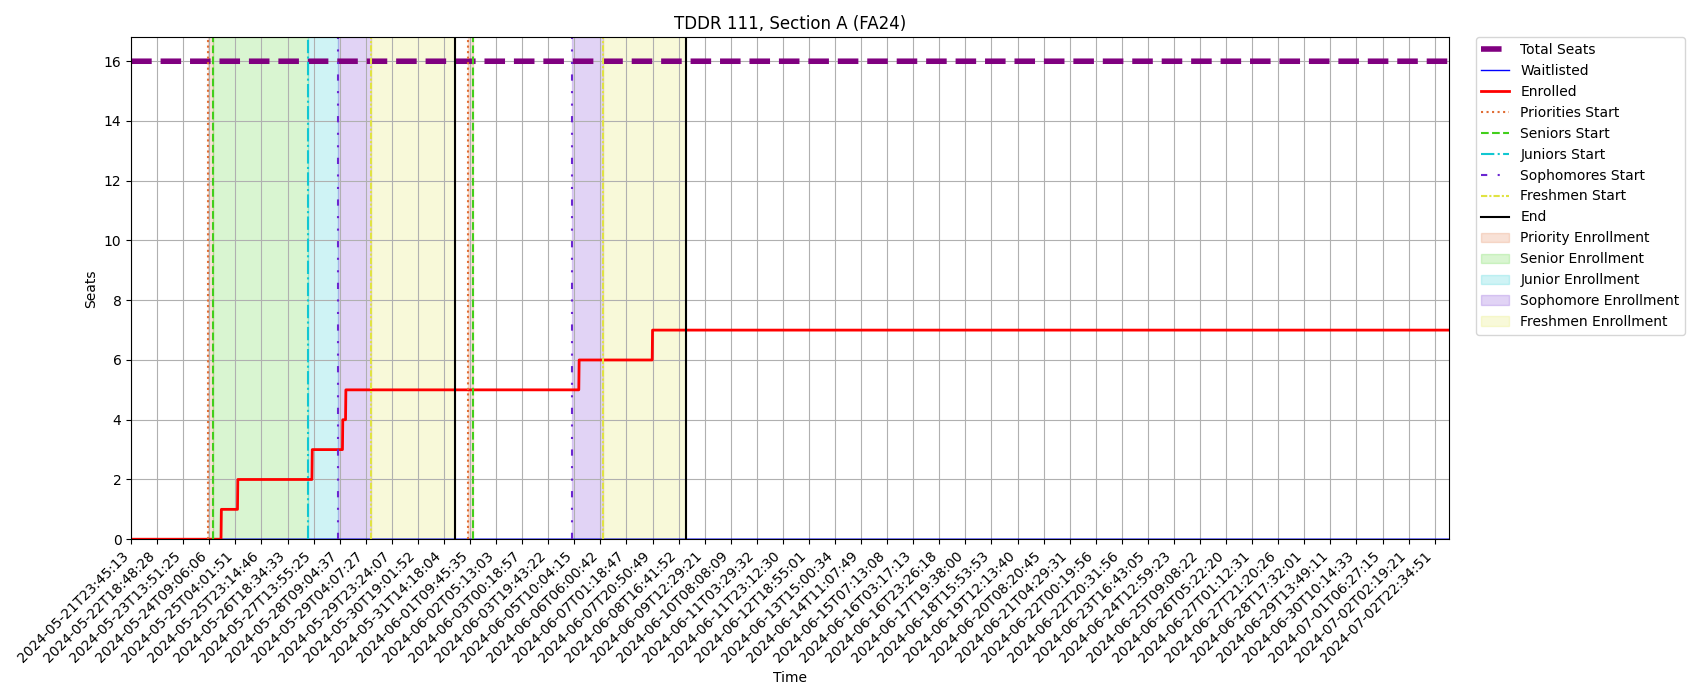 TDDR 111, Section A (FA24)
Seats
16
14
12
10
8
6
4
2
0
2024-05-21T23:45:13
2024-05-22T18:48:28
2024-05-23T13:51:25
2024-05-24T09:06:06
2024-05-25T04:01:51
2024-05-25T23:14:46
2024-05-26T18:34:33
2024-05-27T13:55:25
2024-05-28T09:04:37
2024-05-29T04:07:27
2024-05-29T23:24:07
2024-05-30T19:01:52
2024-05-31T14:18:04
2024-06-01T09:45:35
2024-06-02T05:13:03
2024-06-03T00:18:57
2024-06-03T19:43:22
2024-06-05T10:04:15
2024-06-06T06:00:42
2024-06-07T01:18:47
2024-06-07T20:50:49
2024-06-08T16:41:52
2024-06-09T12:29:21
2024-06-10T08:08:09
2024-06-11T03:29:32
2024-06-11T23:12:30
2024-06-12T18:55:01
2024-06-13T15:00:34
2024-06-14T11:07:49
2024-06-15T07:13:08
2024-06-16T03:17:13
2024-06-16T23:26:18
2024-06-17T19:38:00
2024-06-18T15:53:53
2024-06-19T12:13:40
2024-06-20T08:20:45
2024-06-21T04:29:31
2024-06-22T00:19:56
2024-06-22T20:31:56
2024-06-23T16:43:05
2024-06-24T12:59:23
2024-06-25T09:08:22
2024-06-26T05:22:20
2024-06-27T01:12:31
2024-06-27T21:20:26
2024-06-28T17:32:01
2024-06-29T13:49:11
2024-06-30T10:14:33
2024-07-01T06:27:15
2024-07-02T02:19:21
2024-07-02T22:34:51
Time
Total Seats
Waitlisted
Enrolled
Priorities Start
Seniors Start
Juniors Start
Sophomores Start
Freshmen Start
End
Priority Enrollment
Senior Enrollment
Junior Enrollment
Sophomore Enrollment
Freshmen Enrollment